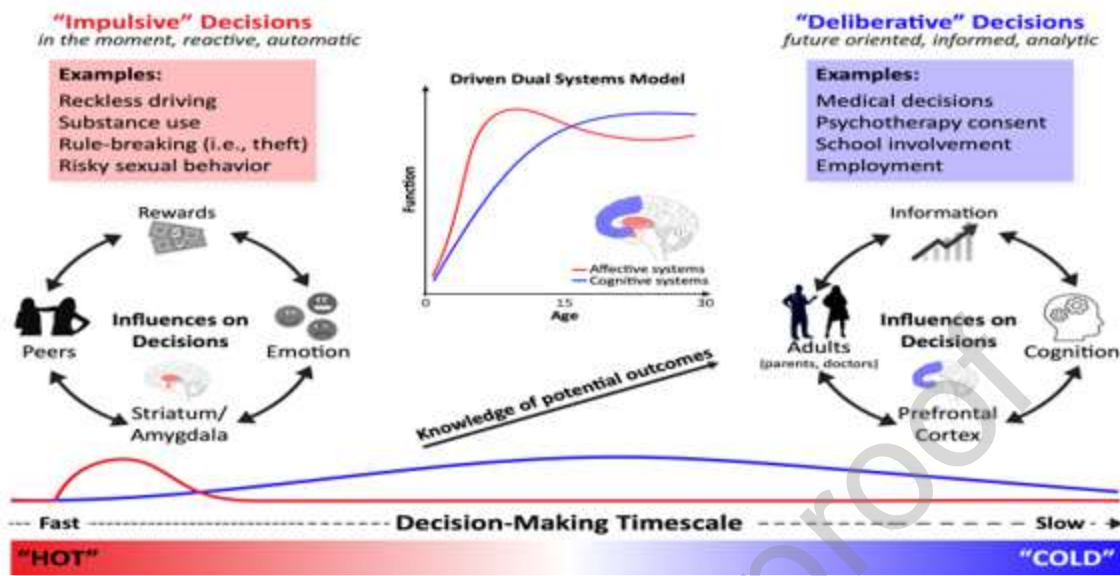 “Impulsive” Decisions
in the moment, reactive, automatic
Examples:
Reckless driving
Substance use
Rule-breaking (i.e., theft)
Risky sexual behavior
Rewards
Peers
Influences on
Decisions
Emotion
Striatum/
Amygdala
Driven Dual Systems Model
Function
Affective systems
Cognitive systems
0
15
30
Age
Knowledge of potential outcomes
“Deliberative” Decisions
future oriented, informed, analytic
Examples:
Medical decisions
Psychotherapy consent
School involvement
Employment
Information
Adults
(parents, doctors)
Influences on
Decisions
Cognition
Prefrontal
Cortex
Fast
Decision-Making Timescale
Slow
“HOT”
“COLD”
proof